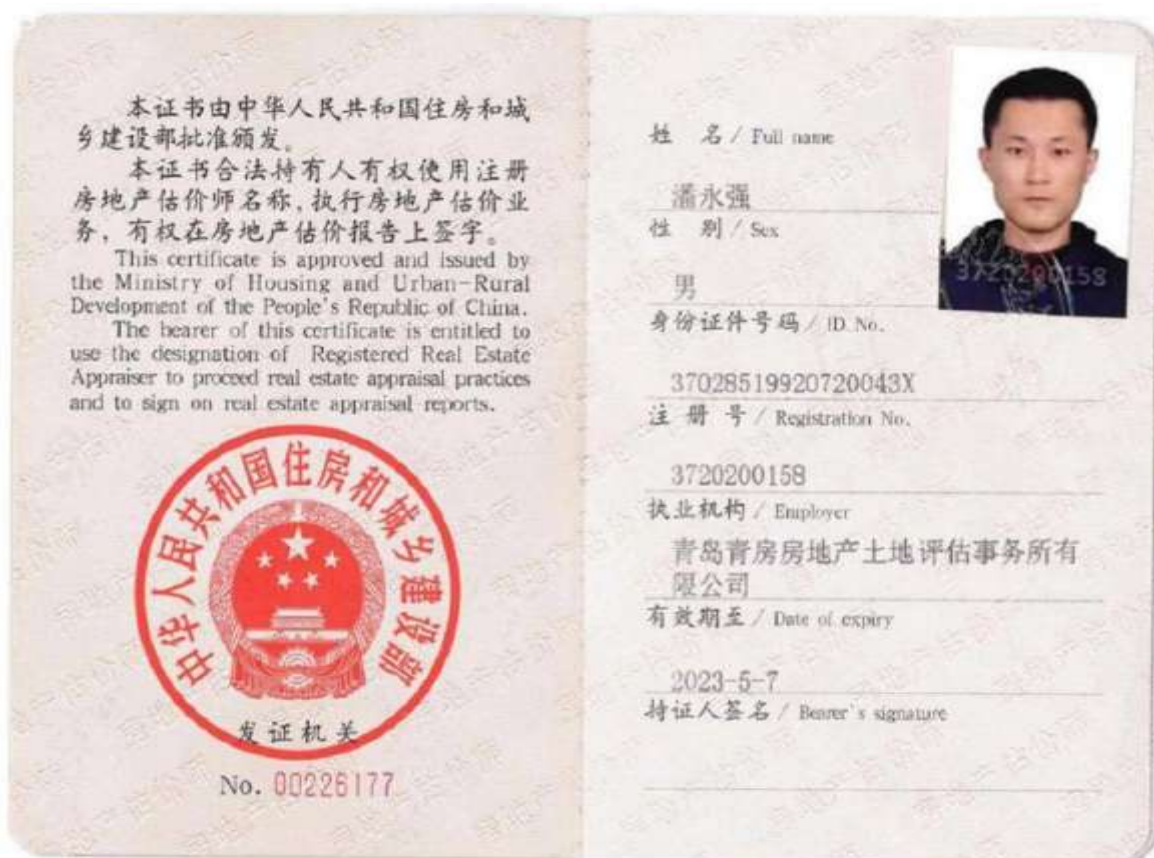 本证书由中华人民共和国住房和城
乡建设部批准颁发。
本证书合法持有人有权使用注册
房地产估价师名称，执行房地产估价业
务，有权在房地产估价报告上签字。
This certificate is approved and issued by
the Ministry of Housing and Urban-Rural
Development of the People's Republic of China.
The bearer of this certificate is entitled to
use the designation of Registered Real Estate
Appraiser to proceed real estate appraisal practices
and to sign on real estate appraisal reports.
中华人民共和国住房和城乡建设部
发证机关
No. 00226177
姓 名 / Full name
潘永强
性 别 / Sex
男
身份证件号码 / ID No.
37028519920720043X
注 册 号 / Registration No.
3720200158
执业机构 / Employer
青岛青房房地产土地评估事务所有
限公司
有效期至 / Date of expiry
2023-5-7
持证人签名 / Bearer's signature
3720200158